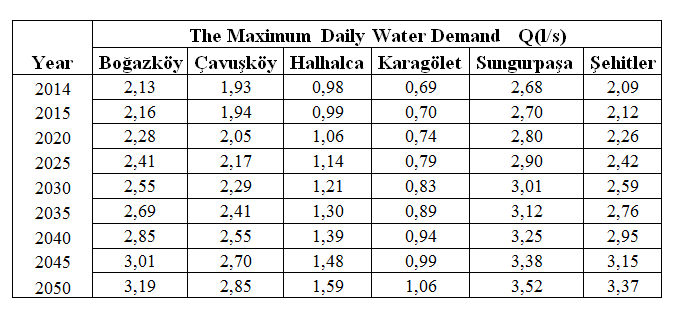 The Maximum Daily Water Demand Q(l/s)
Year Boğazköy Çavuşköy Halhalca Karagölet Sungurpaşa Şehitler
2014 2,13 1,93 0,98 0,69 2,68 2,09
2015 2,16 1,94 0,99 0,70 2,70 2,12
2020 2,28 2,05 1,06 0,74 2,80 2,26
2025 2,41 2,17 1,14 0,79 2,90 2,42
2030 2,55 2,29 1,21 0,83 3,01 2,59
2035 2,69 2,41 1,30 0,89 3,12 2,76
2040 2,85 2,55 1,39 0,94 3,25 2,95
2045 3,01 2,70 1,48 0,99 3,38 3,15
2050 3,19 2,85 1,59 1,06 3,52 3,37